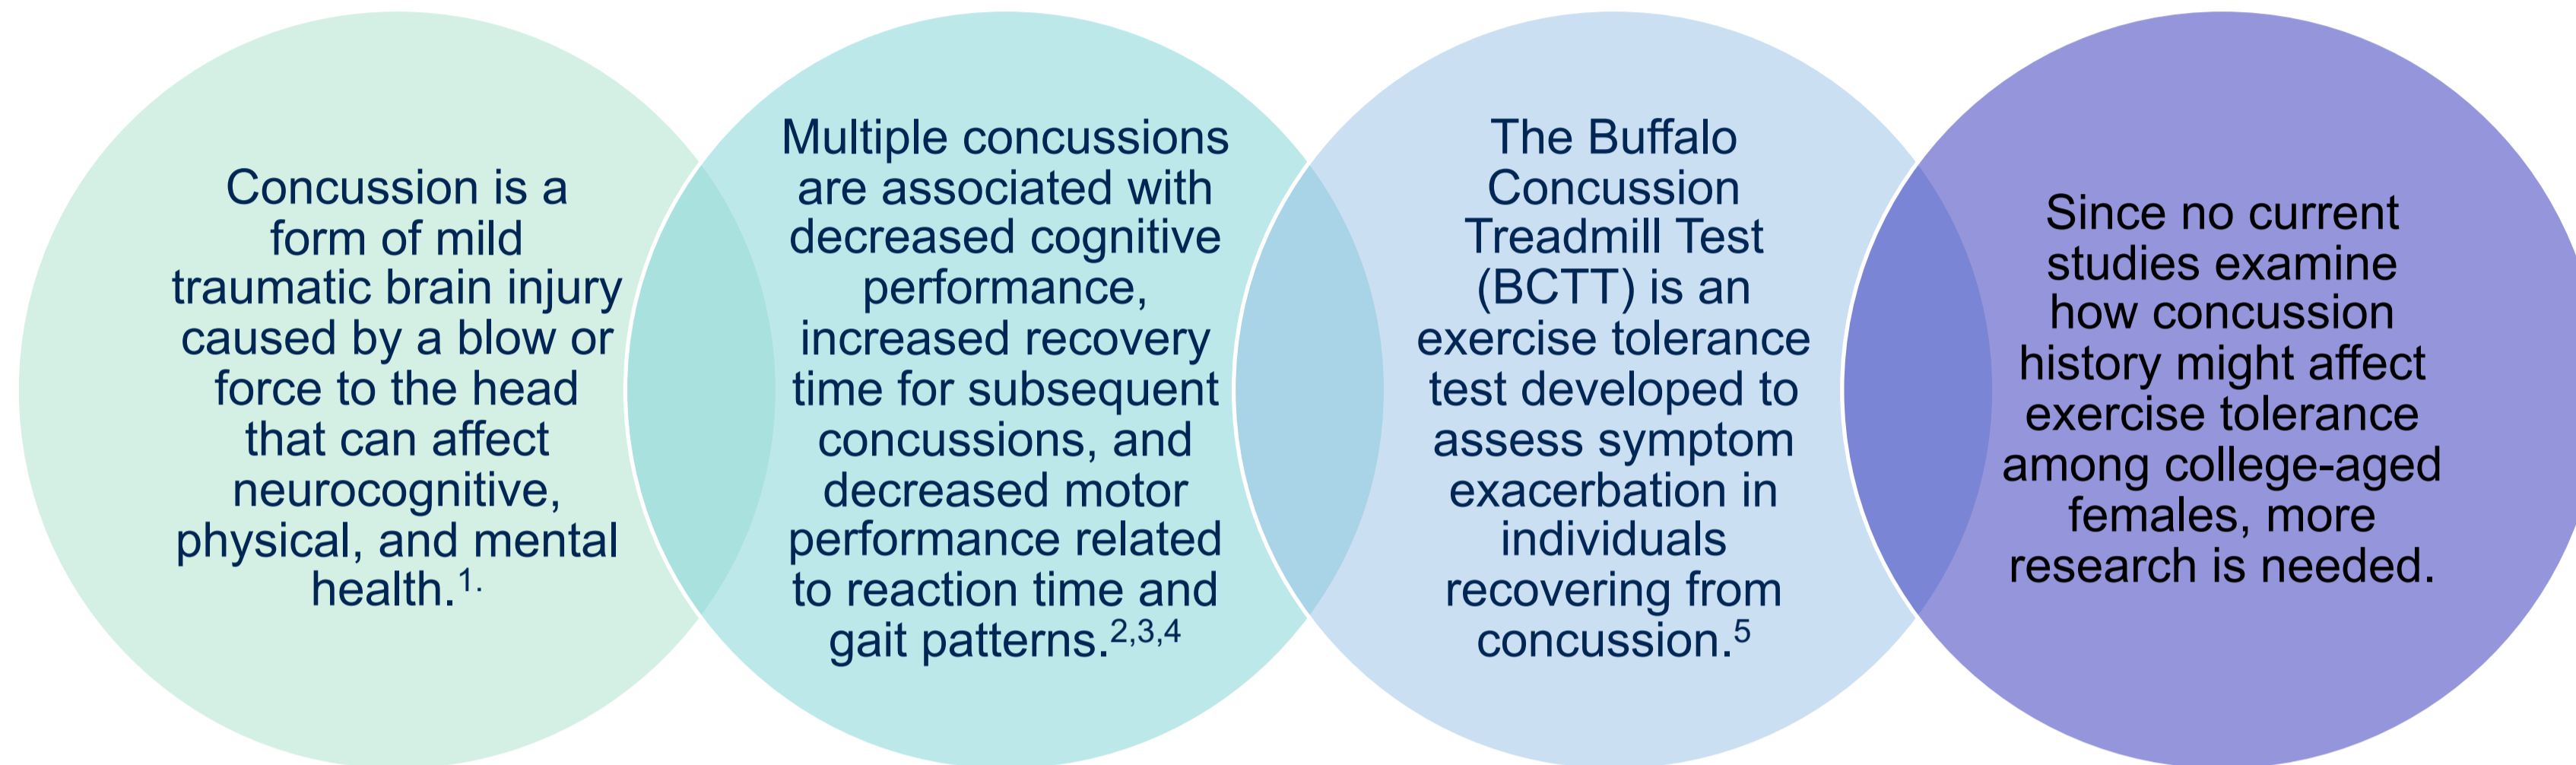 Concussion is a
form of mild
traumatic brain injury
caused by a blow or
force to the head
that can affect
neurocognitive,
physical, and mental
health.1.
Multiple concussions
are associated with
decreased cognitive
performance,
increased recovery
time for subsequent
concussions, and
decreased motor
performance related
to reaction time and
gait patterns.2,3,4
The Buffalo
Concussion
Treadmill Test
(BCTT) is an
exercise tolerance
test developed to
assess symptom
exacerbation in
individuals
recovering from
concussion.5
Since no current
studies examine
how concussion
history might affect
exercise tolerance
among college-aged
females, more
research is needed.